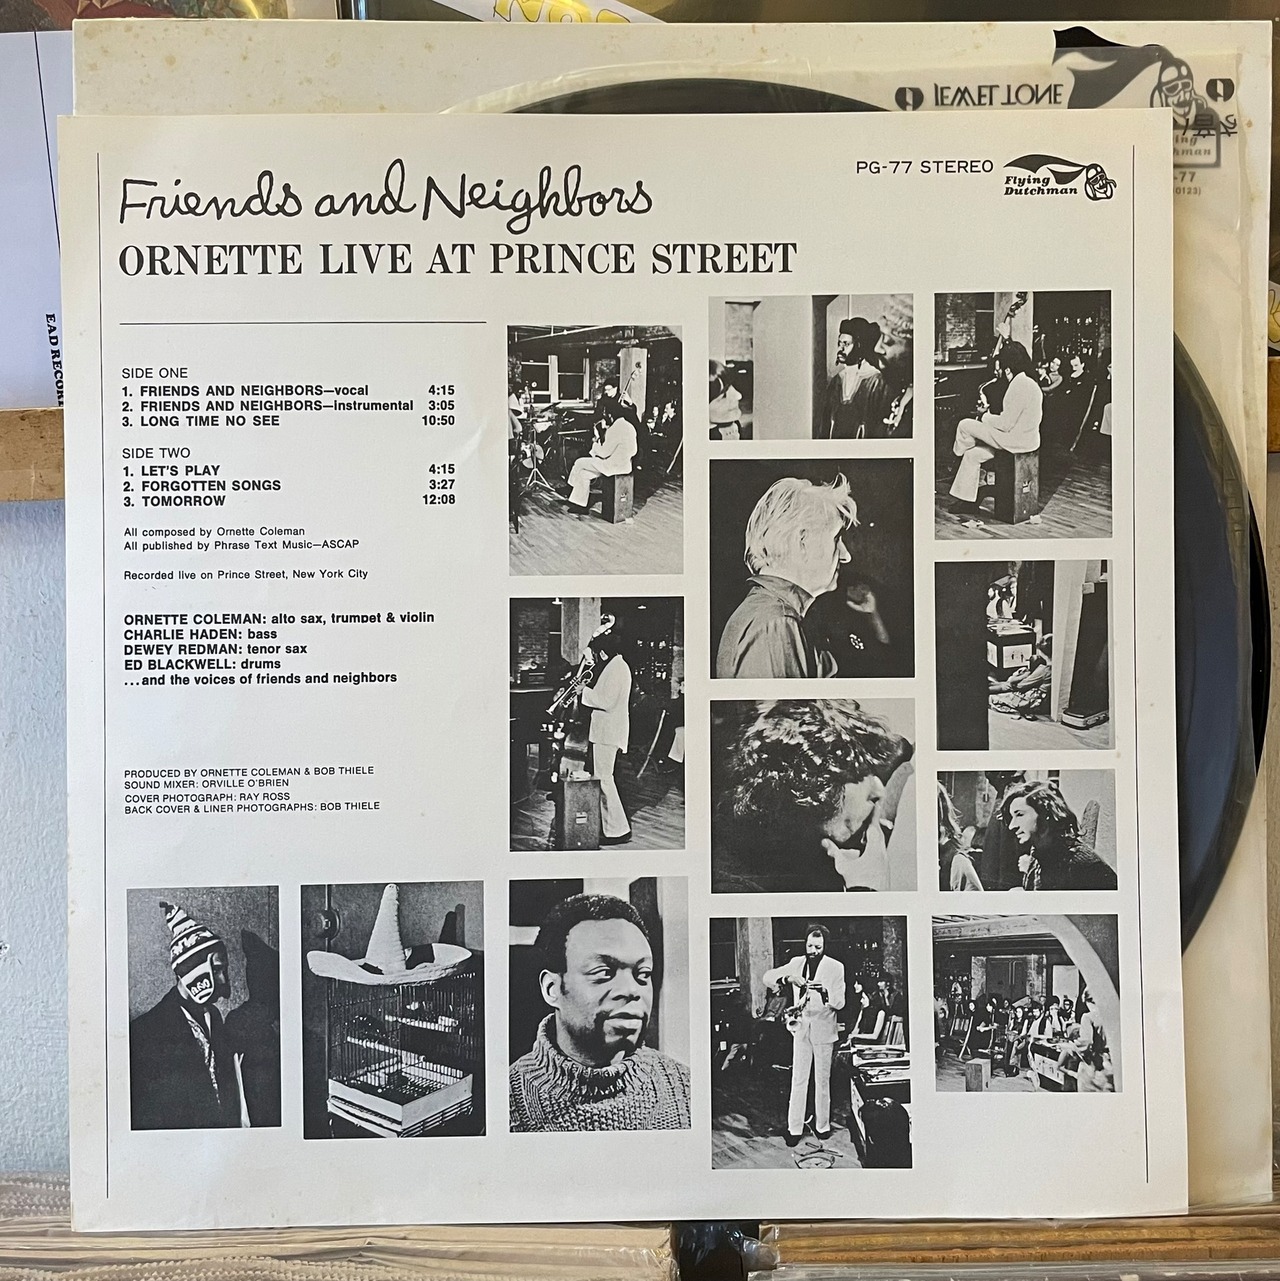 JEWEL TONE
Friends and Neighbors
ORNETTE LIVE AT PRINCE STREET
PG-77 STEREO
Flying
Dutchman
-77
0123)
EAD RECOR
SIDE ONE
1. FRIENDS AND NEIGHBORS—vocal 4:15
2. FRIENDS AND NEIGHBORS—instrumental 3:05
3. LONG TIME NO SEE 10:50
SIDE TWO
1. LET'S PLAY 4:15
2. FORGOTTEN SONGS 3:27
3. TOMORROW 12:08
All composed by Ornette Coleman
All published by Phrase Text Music—ASCAP
Recorded live on Prince Street, New York City
ORNETTE COLEMAN: alto sax, trumpet & violin
CHARLIE HADEN: bass
DEWEY REDMAN: tenor sax
ED BLACKWELL: drums
...and the voices of friends and neighbors
PRODUCED BY ORNETTE COLEMAN & BOB THIELE
SOUND MIXER: ORVILLE O'BRIEN
COVER PHOTOGRAPH: RAY ROSS
BACK COVER & LINER PHOTOGRAPHS: BOB THIELE